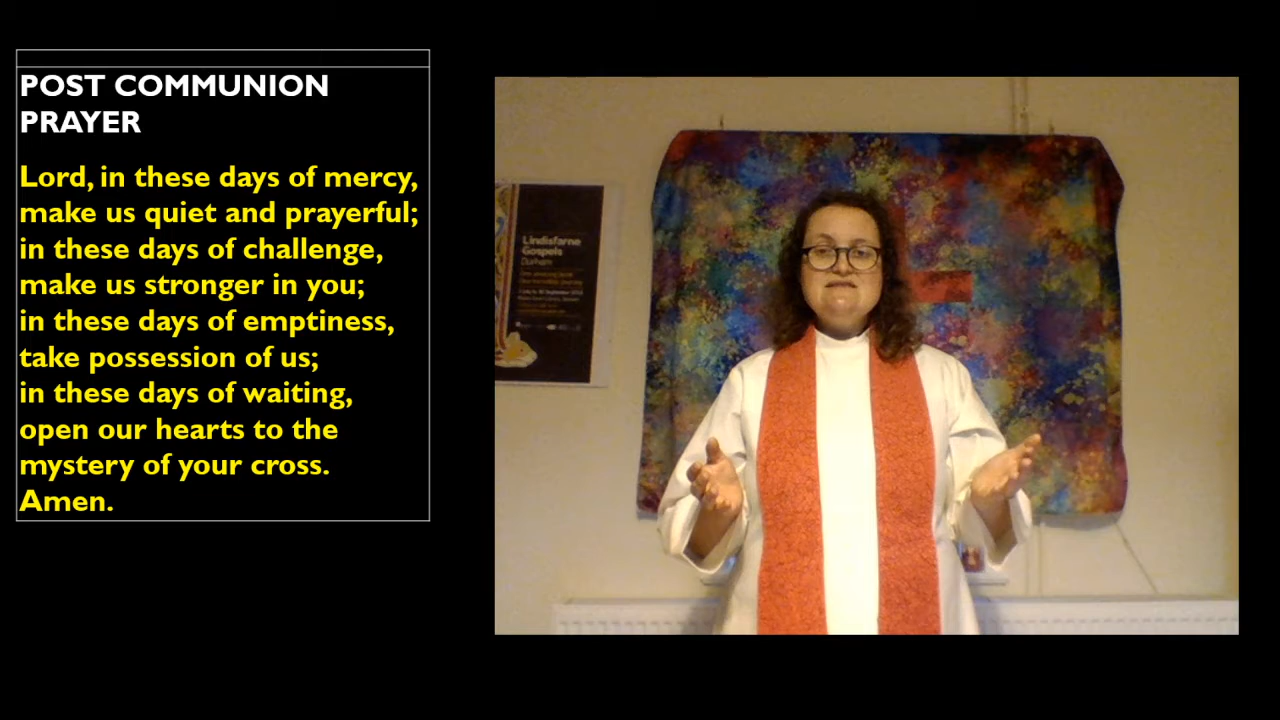 POST COMMUNION
PRAYER
Lord, in these days of mercy,
make us quiet and prayerful;
in these days of challenge,
make us stronger in you;
in these days of emptiness,
take possession of us;
in these days of waiting,
open our hearts to the
mystery of your cross.
Amen.
Lindisfarne
Gospels
Durham